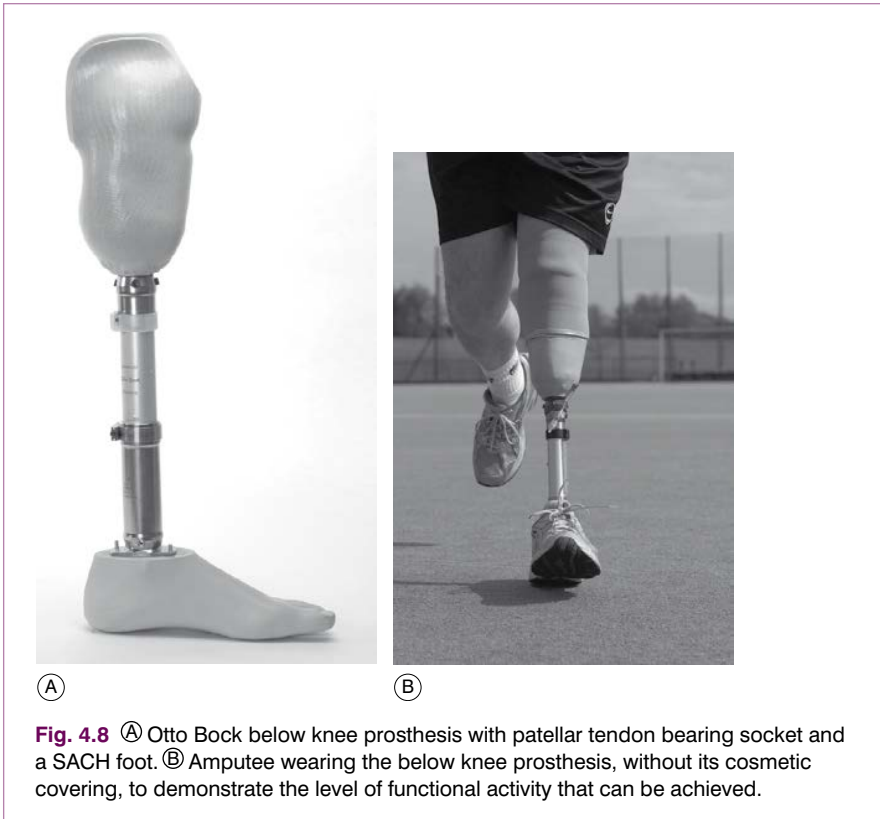 A
B
Fig. 4.8 A Otto Bock below knee prosthesis with patellar tendon bearing socket and
a SACH foot. B Amputee wearing the below knee prosthesis, without its cosmetic
covering, to demonstrate the level of functional activity that can be achieved.